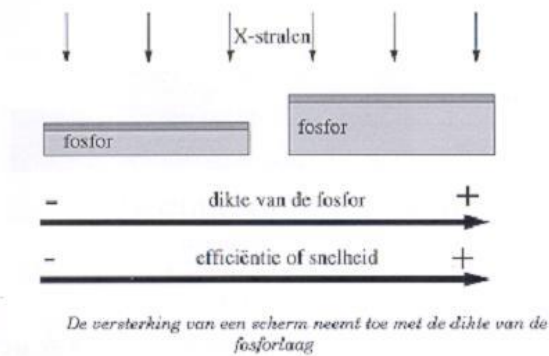 X-stralen
fosfor
fosfor
- dikte van de fosfor +
- efficiëntie of snelheid +
De versterking van een scherm neemt toe met de dikte van de
fosforlaag